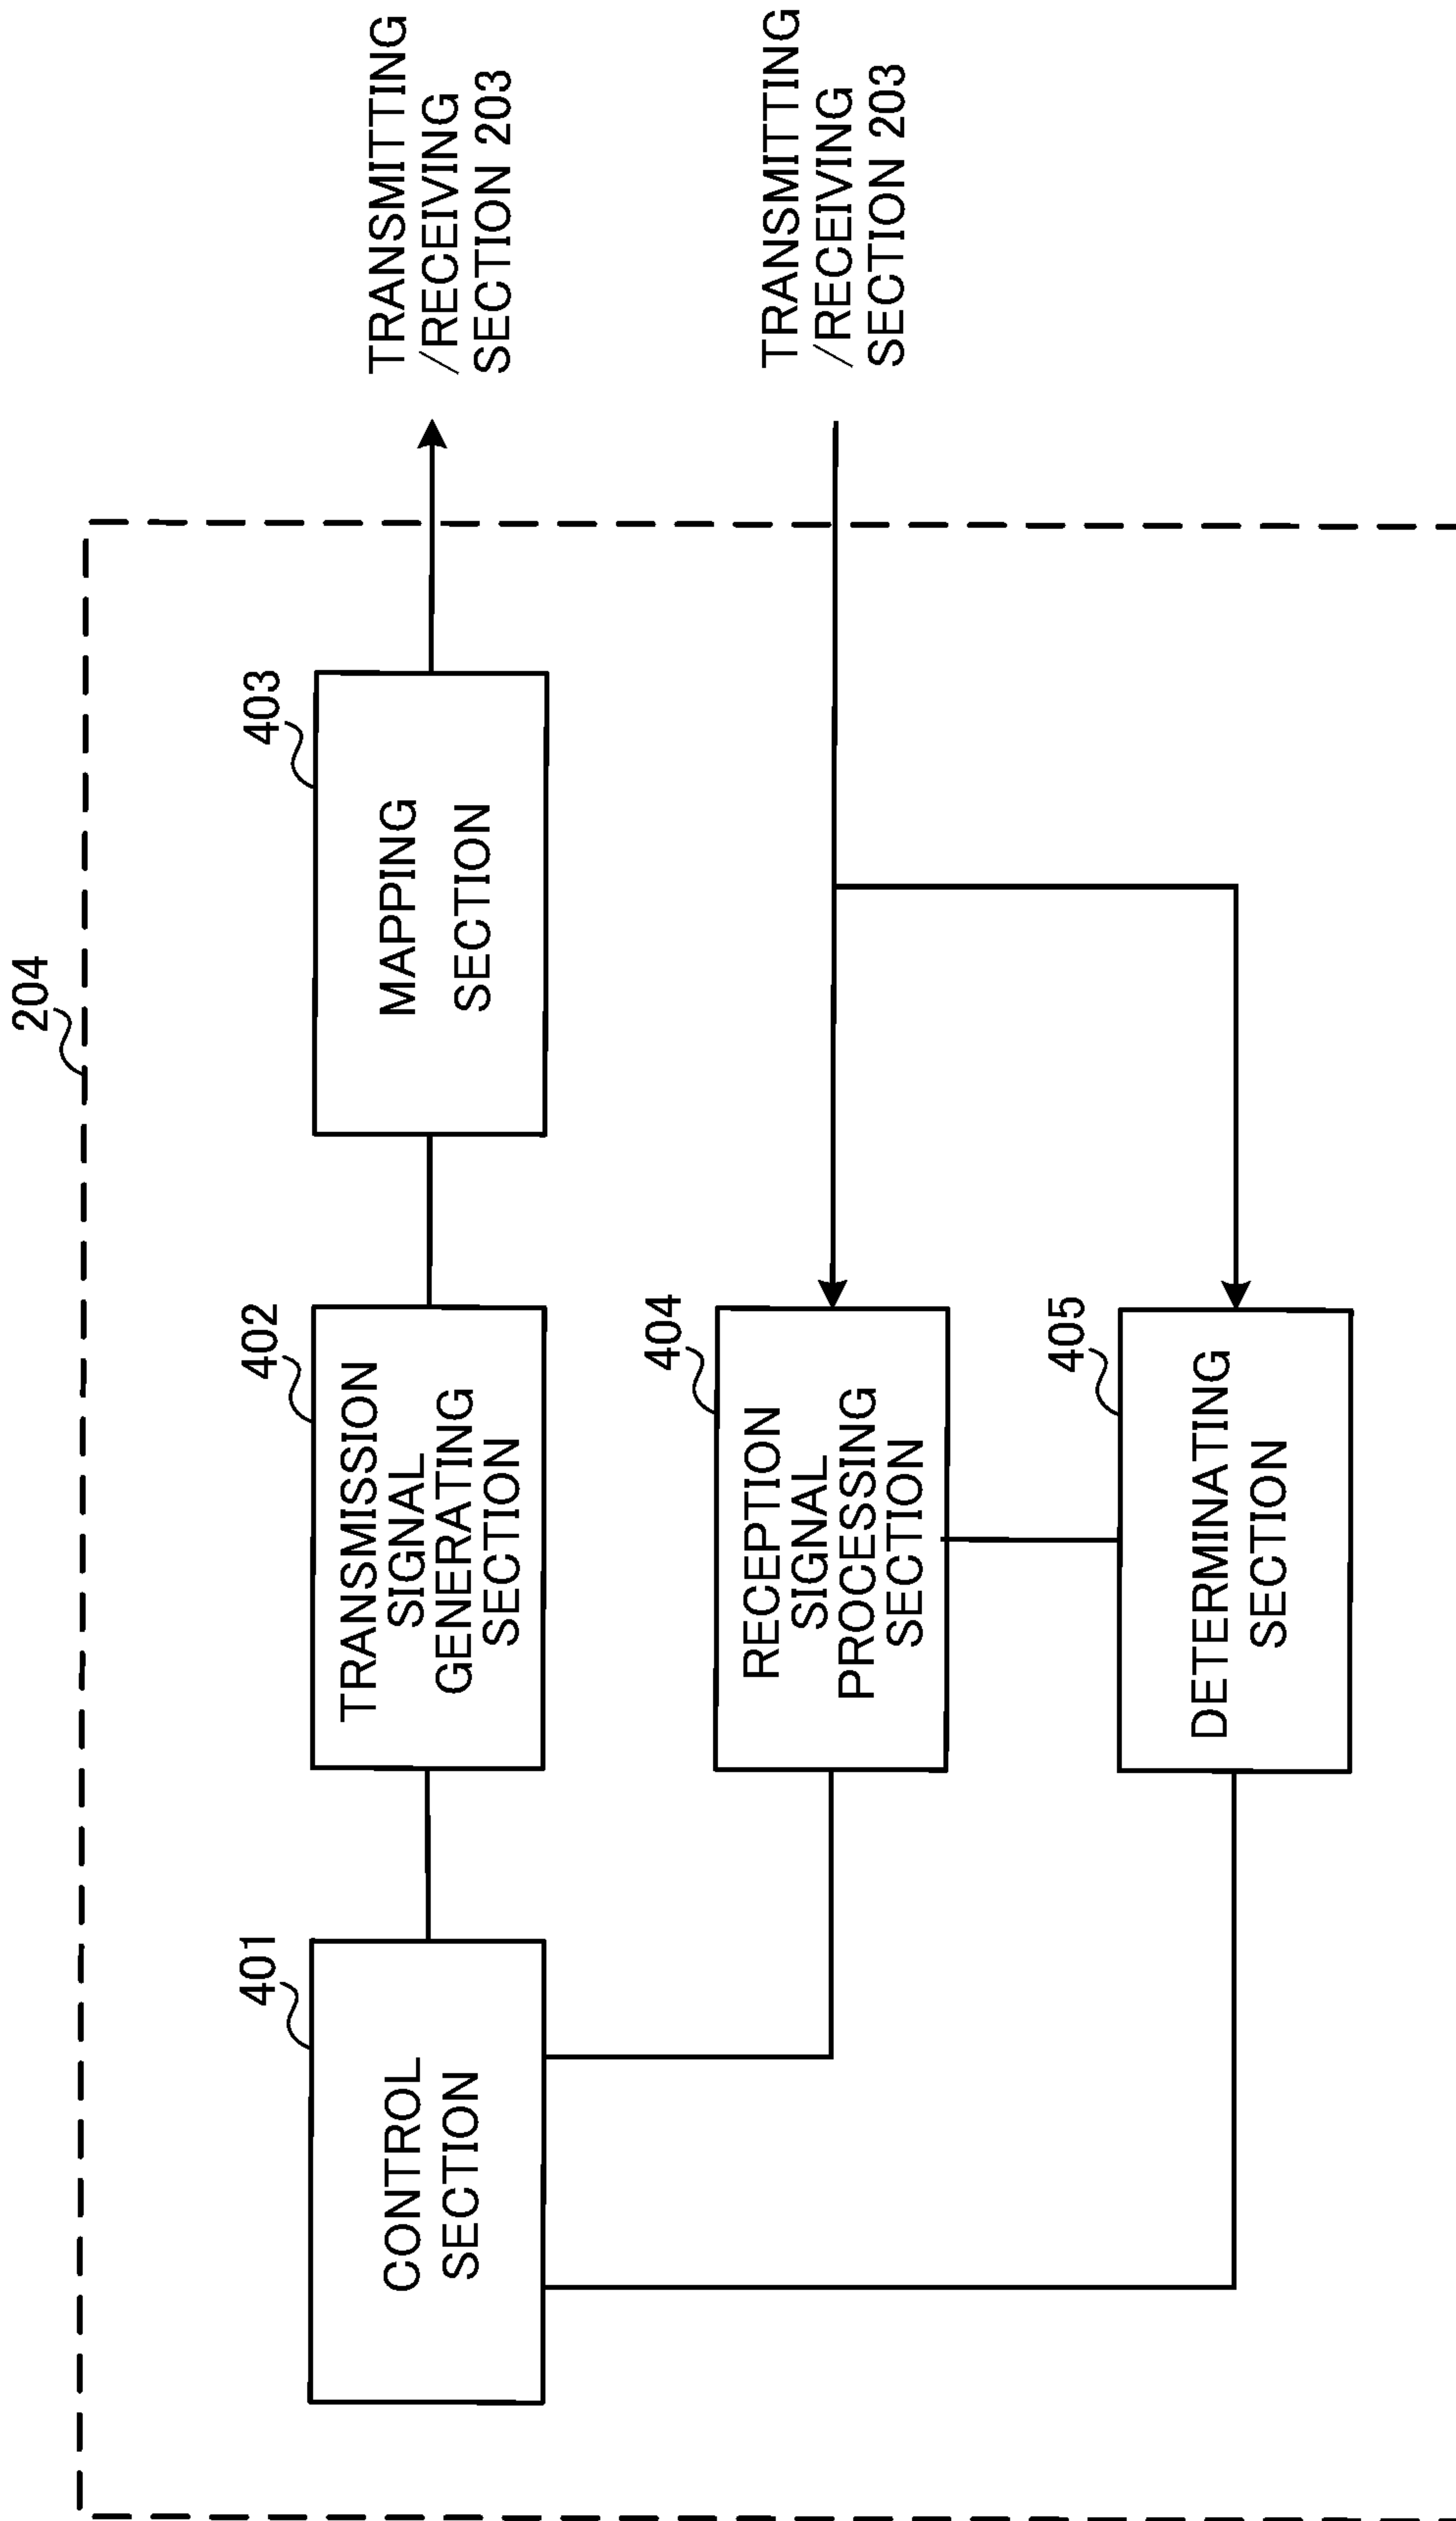 204
401
CONTROL
SECTION
402
TRANSMISSION
SIGNAL
GENERATING
SECTION
403
MAPPING
SECTION
TRANSMITTING
/RECEIVING
SECTION 203
404
RECEPTION
SIGNAL
PROCESSING
SECTION
TRANSMITTING
/RECEIVING
SECTION 203
405
DETERMINATING
SECTION